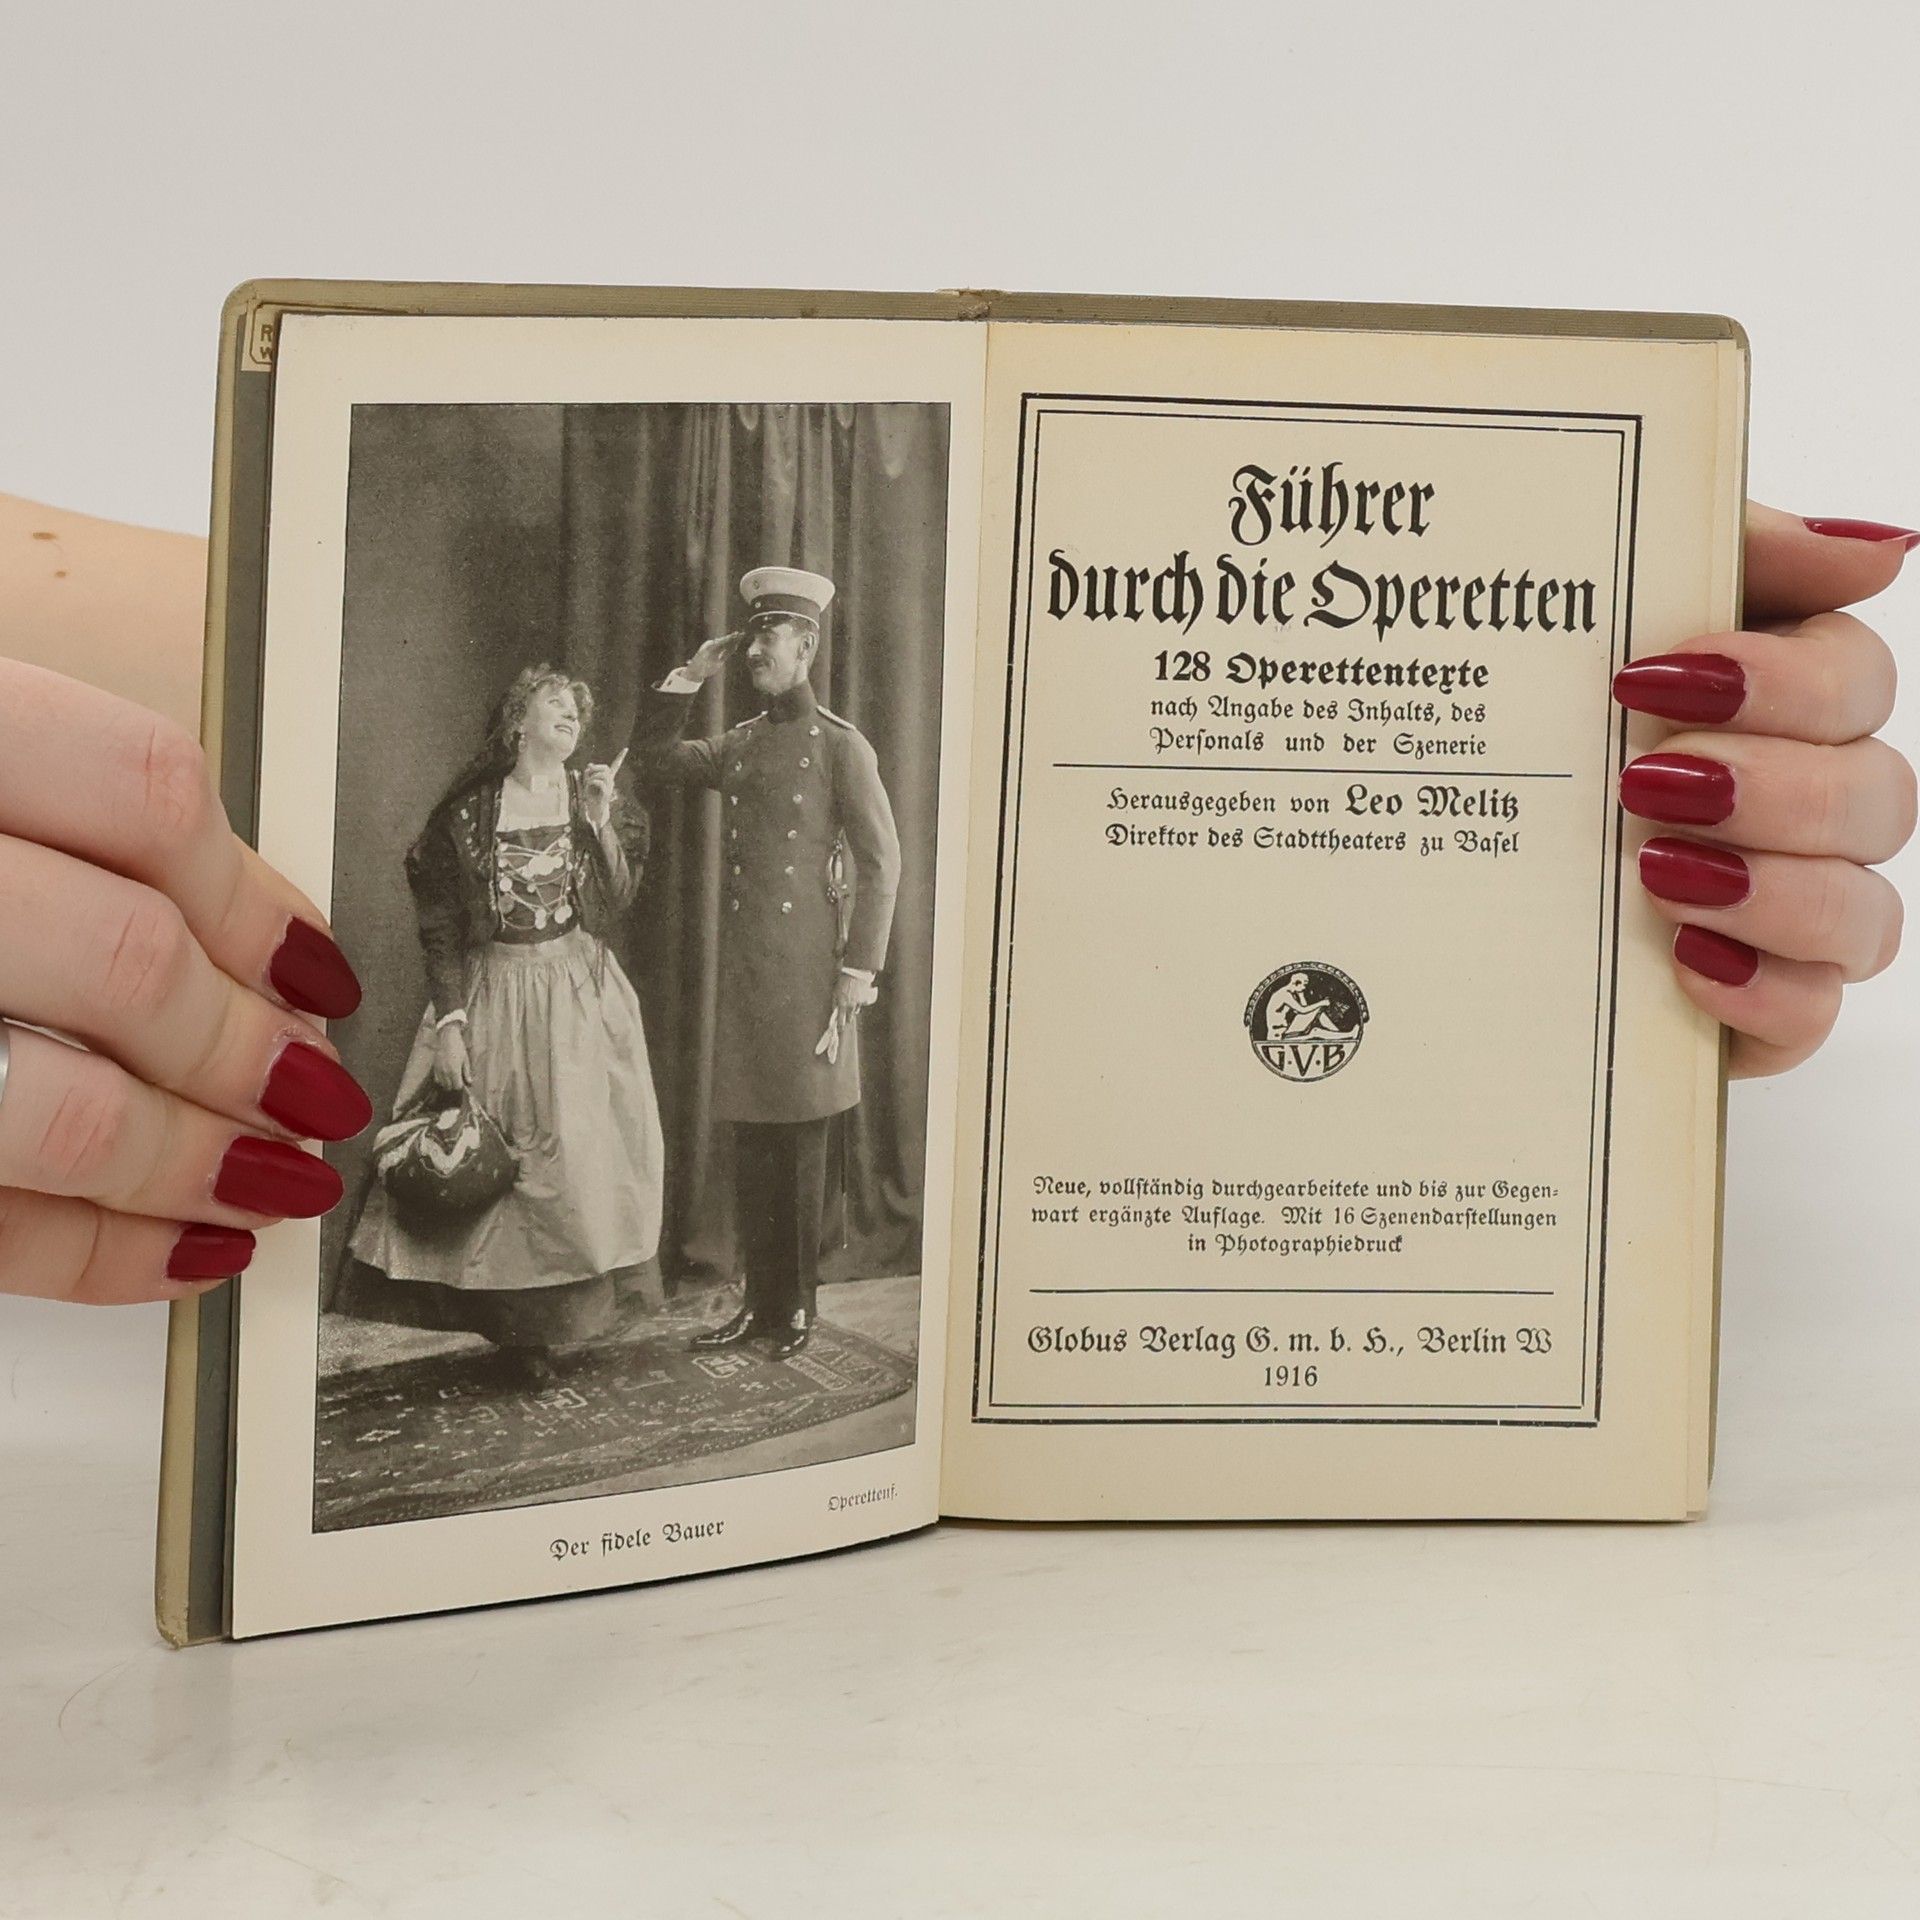 Operettenf.
Der fidele Bauer
Führer
durch die Operetten
128 Operettentexte
nach Angabe des Inhalts, des
Personals und der Szenerie
Herausgegeben von Leo Melitz
Direktor des Stadttheaters zu Basel
G.V.B
Neue, vollständig durchgearbeitete und bis zur Gegen-
wart ergänzte Auflage. Mit 16 Szenendarstellungen
in Photographiedruck
Globus Verlag G. m. b. H., Berlin W
1916